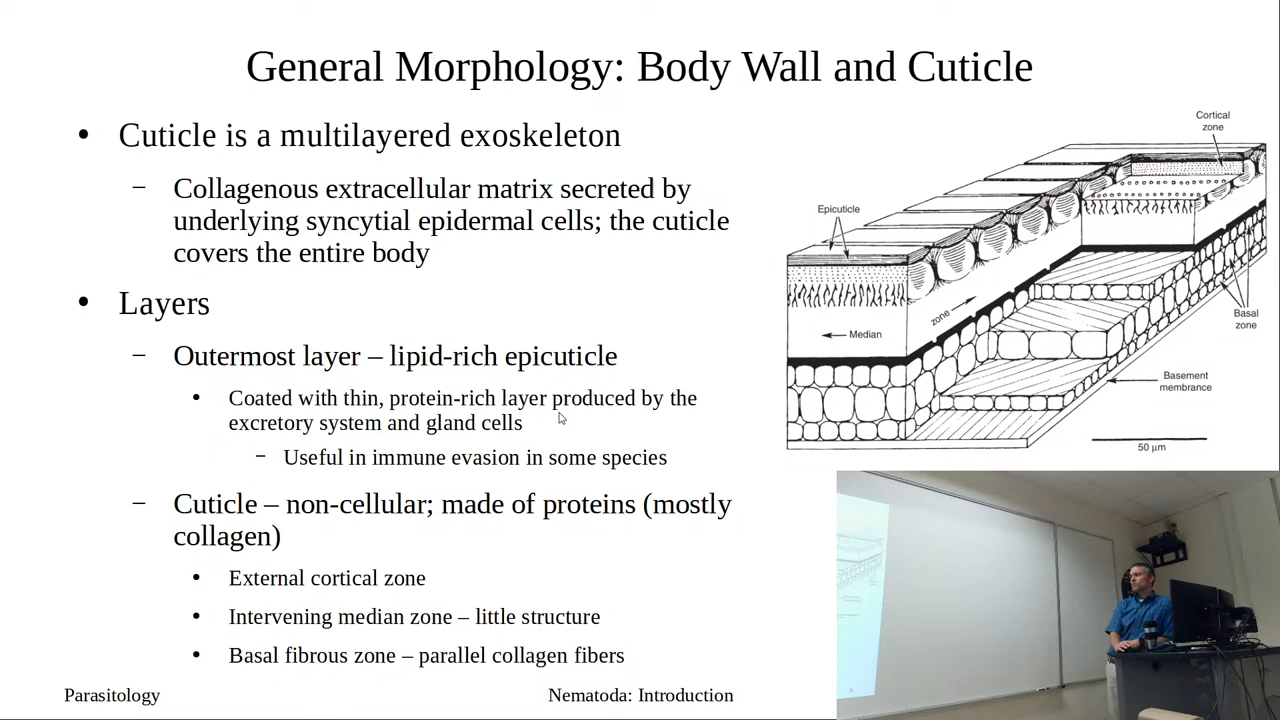 General Morphology: Body Wall and Cuticle
• Cuticle is a multilayered exoskeleton
– Collagenous extracellular matrix secreted by
underlying syncytial epidermal cells; the cuticle
covers the entire body
• Layers
– Outermost layer – lipid-rich epicuticle
• Coated with thin, protein-rich layer produced by the
excretory system and gland cells
– Useful in immune evasion in some species
– Cuticle – non-cellular; made of proteins (mostly
collagen)
• External cortical zone
• Intervening median zone – little structure
• Basal fibrous zone – parallel collagen fibers
Cortical
zone
Epicuticle
zone
Median
Basal
zone
Basement
membrance
50 µm
Parasitology
Nematoda: Introduction